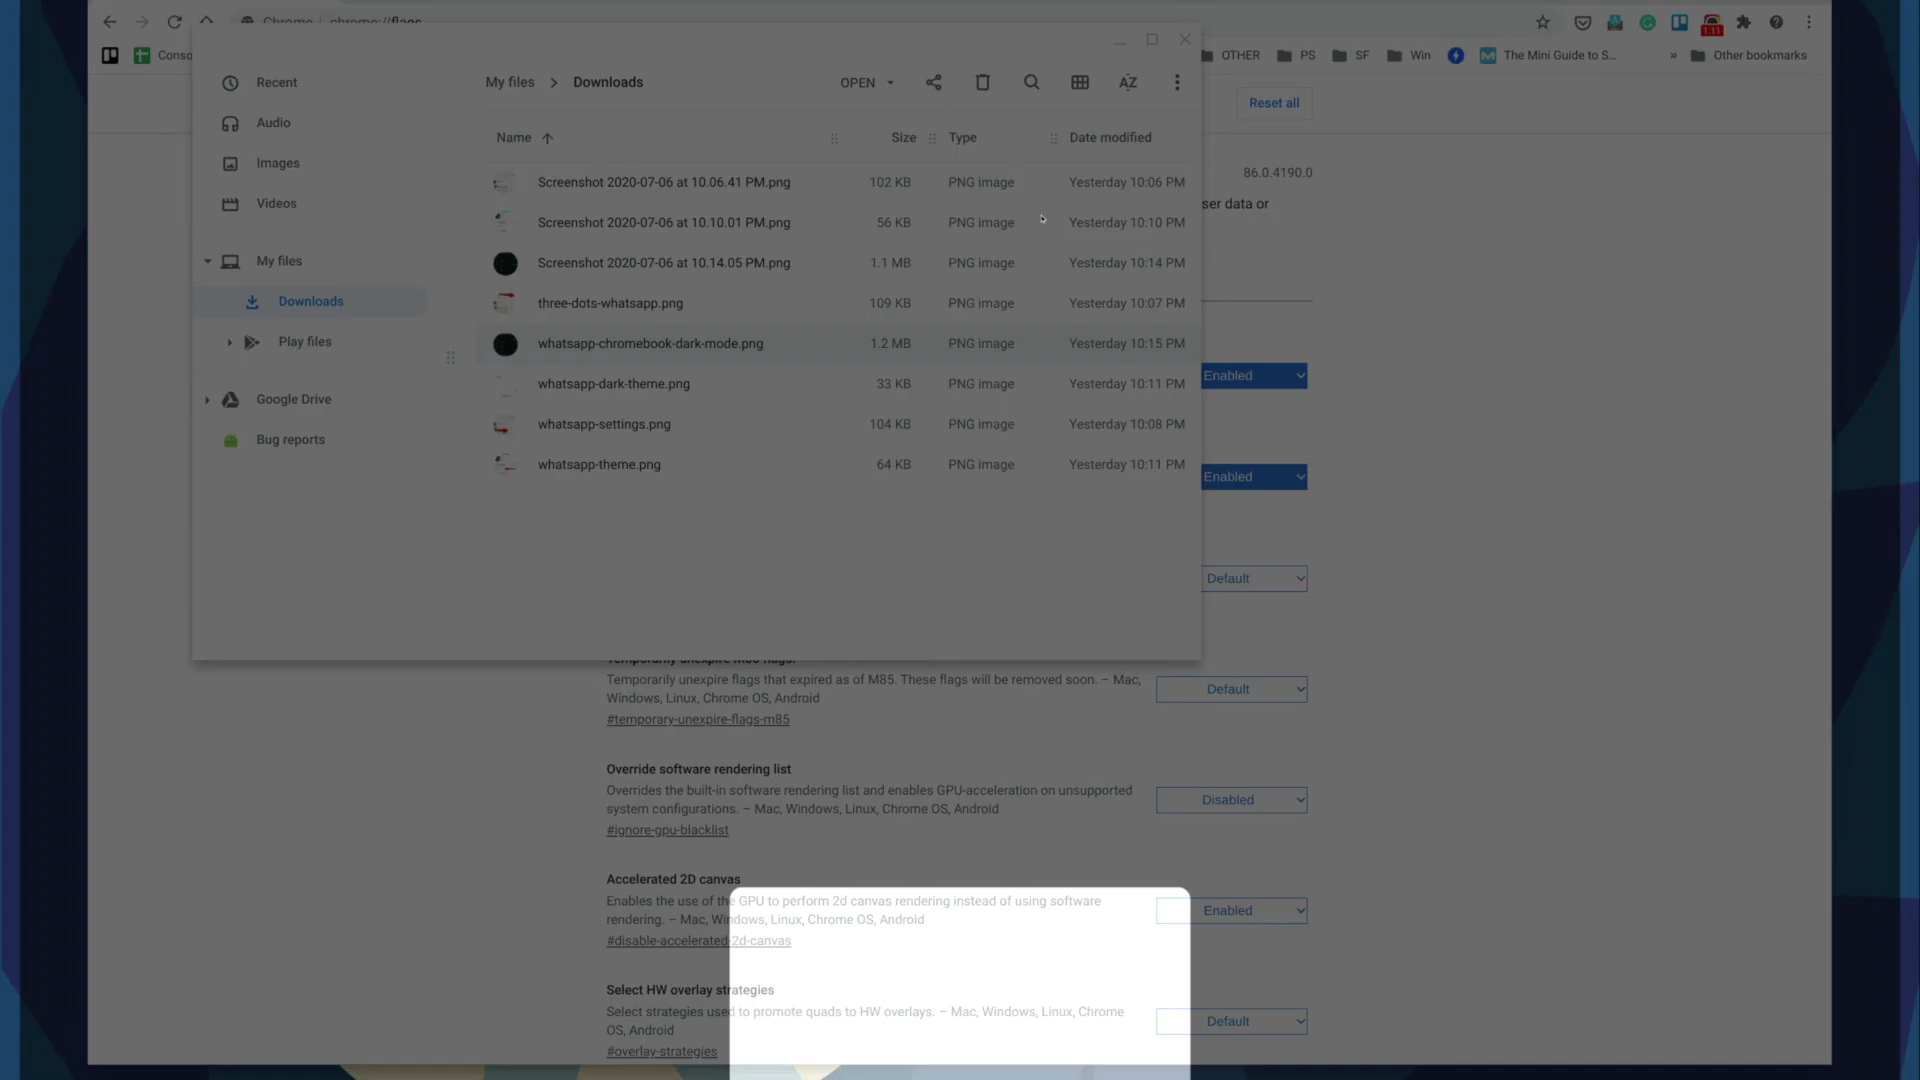 Chrome | chrome://flags
1.11
Conso
OTHER
PS
SF
Win
The Mini Guide to S...
»
Other bookmarks
Recent
Audio
Images
Videos
My files
Downloads
Play files
Google Drive
Bug reports
My files > Downloads
OPEN
AZ
Name Size Type Date modified
Screenshot 2020-07-06 at 10.06.41 PM.png 102 KB PNG image Yesterday 10:06 PM
Screenshot 2020-07-06 at 10.10.01 PM.png 56 KB PNG image Yesterday 10:10 PM
Screenshot 2020-07-06 at 10.14.05 PM.png 1.1 MB PNG image Yesterday 10:14 PM
three-dots-whatsapp.png 109 KB PNG image Yesterday 10:07 PM
whatsapp-chromebook-dark-mode.png 1.2 MB PNG image Yesterday 10:15 PM
whatsapp-dark-theme.png 33 KB PNG image Yesterday 10:11 PM
whatsapp-settings.png 104 KB PNG image Yesterday 10:08 PM
whatsapp-theme.png 64 KB PNG image Yesterday 10:11 PM
Reset all
86.0.4190.0
ser data or
Enabled
Enabled
Default
Temporarily unexpire M85 flags.
Temporarily unexpire flags that expired as of M85. These flags will be removed soon. – Mac,
Windows, Linux, Chrome OS, Android
#temporary-unexpire-flags-m85
Default
Override software rendering list
Overrides the built-in software rendering list and enables GPU-acceleration on unsupported
system configurations. – Mac, Windows, Linux, Chrome OS, Android
#ignore-gpu-blacklist
Disabled
Accelerated 2D canvas
Enables the use of the GPU to perform 2d canvas rendering instead of using software
rendering. – Mac, Windows, Linux, Chrome OS, Android
#disable-accelerated-2d-canvas
Enabled
Select HW overlay strategies
Select strategies used to promote quads to HW overlays. – Mac, Windows, Linux, Chrome
OS, Android
#overlay-strategies
Default